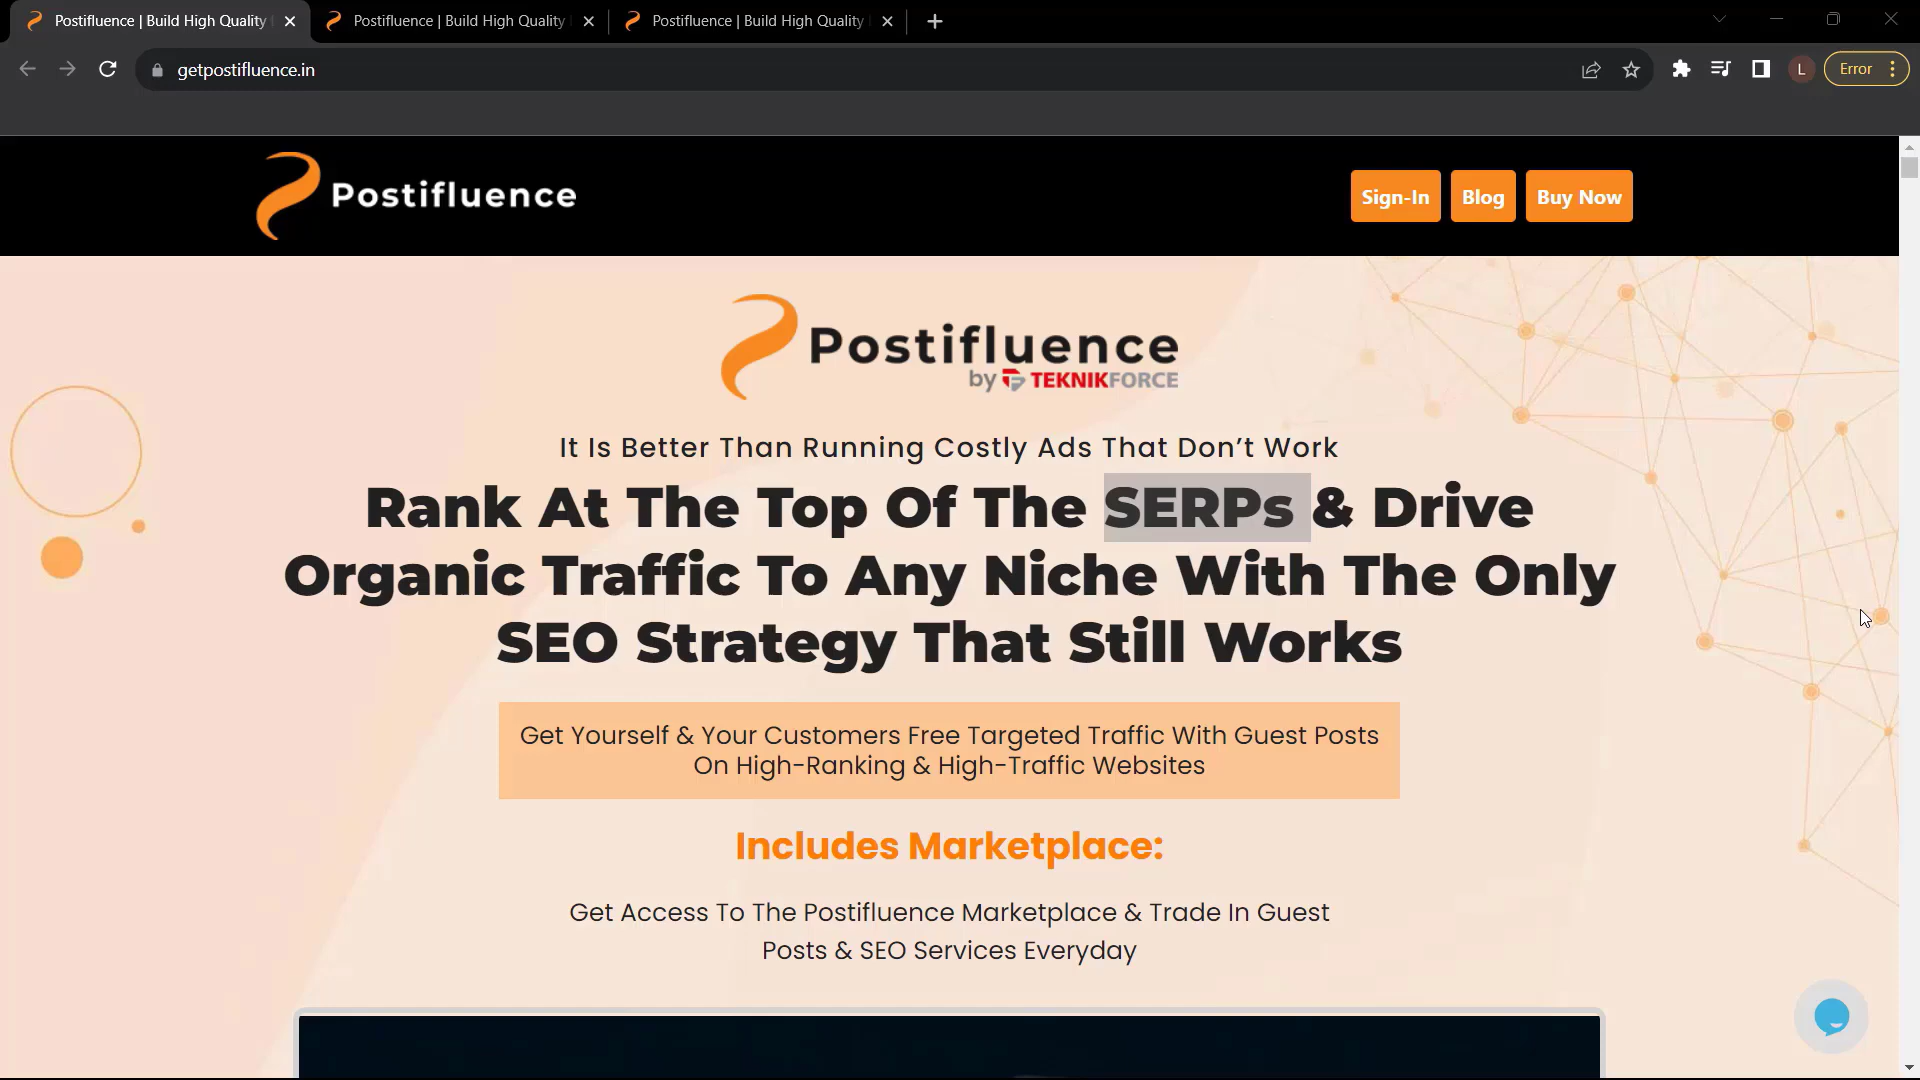 Postifluence | Build High Quality
Postifluence | Build High Quality
Postifluence | Build High Quality
getpostifluence.in
L
Error
Postifluence
Sign-In
Blog
Buy Now
Postifluence
by TEKNIKFORCE
It Is Better Than Running Costly Ads That Don’t Work
Rank At The Top Of The SERPs & Drive
Organic Traffic To Any Niche With The Only
SEO Strategy That Still Works
Get Yourself & Your Customers Free Targeted Traffic With Guest Posts
On High-Ranking & High-Traffic Websites
Includes Marketplace:
Get Access To The Postifluence Marketplace & Trade In Guest
Posts & SEO Services Everyday